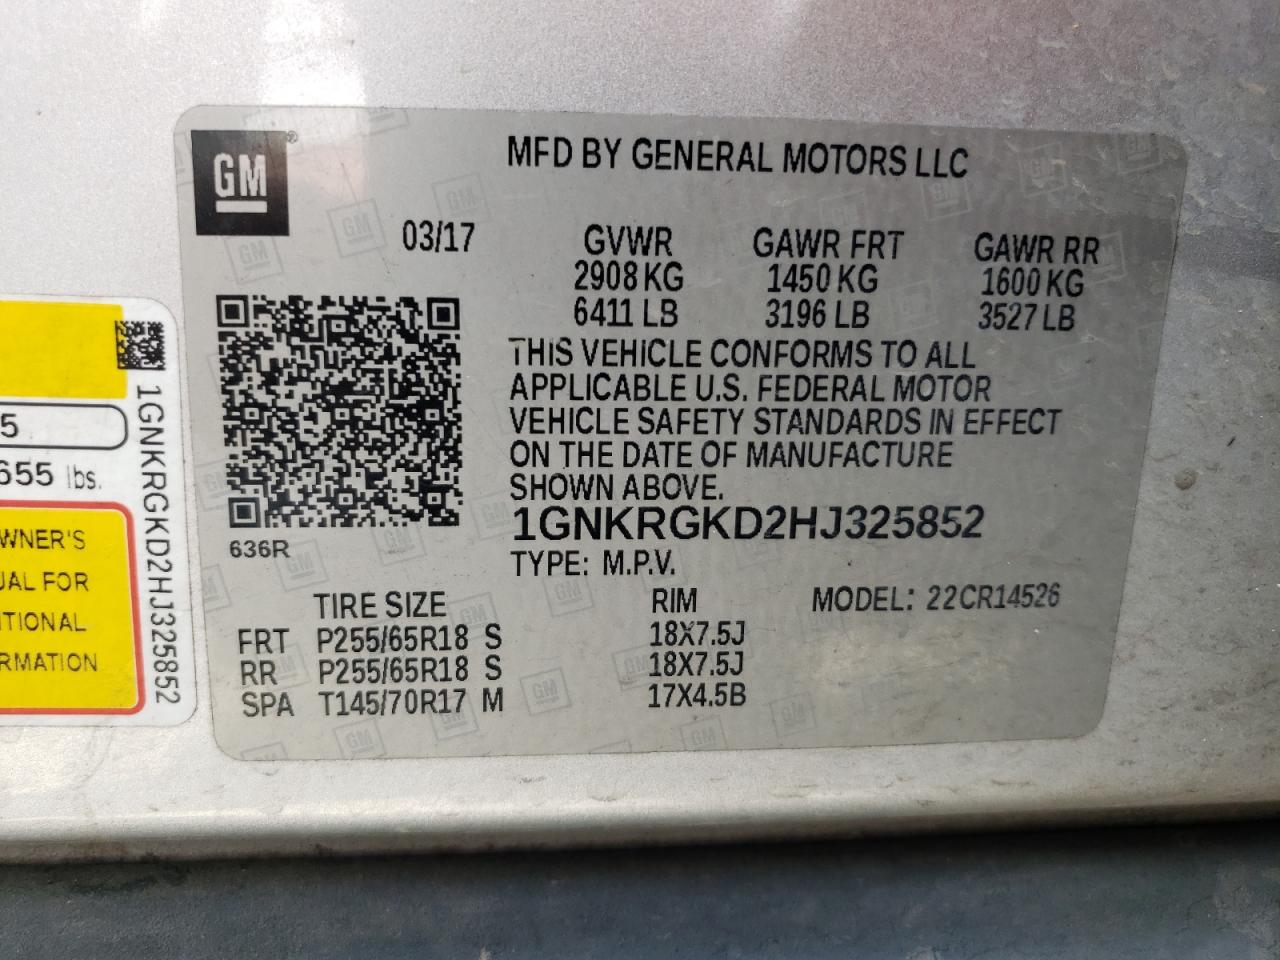 GM
MFD BY GENERAL MOTORS LLC
03/17
GVWR GAWR FRT GAWR RR
2908 KG 1450 KG 1600 KG
6411 LB 3196 LB 3527 LB
THIS VEHICLE CONFORMS TO ALL
APPLICABLE U.S. FEDERAL MOTOR
VEHICLE SAFETY STANDARDS IN EFFECT
ON THE DATE OF MANUFACTURE
SHOWN ABOVE.
1GNKRGKD2HJ325852
636R
TYPE: M.P.V.
TIRE SIZE RIM MODEL: 22CR14526
FRT P255/65R18 S 18X7.5J
RR P255/65R18 S 18X7.5J
SPA T145/70R17 M 17X4.5B
5
655 lbs.
WNER'S
UAL FOR
ITIONAL
RMATION
1GNKRGKD2HJ325852